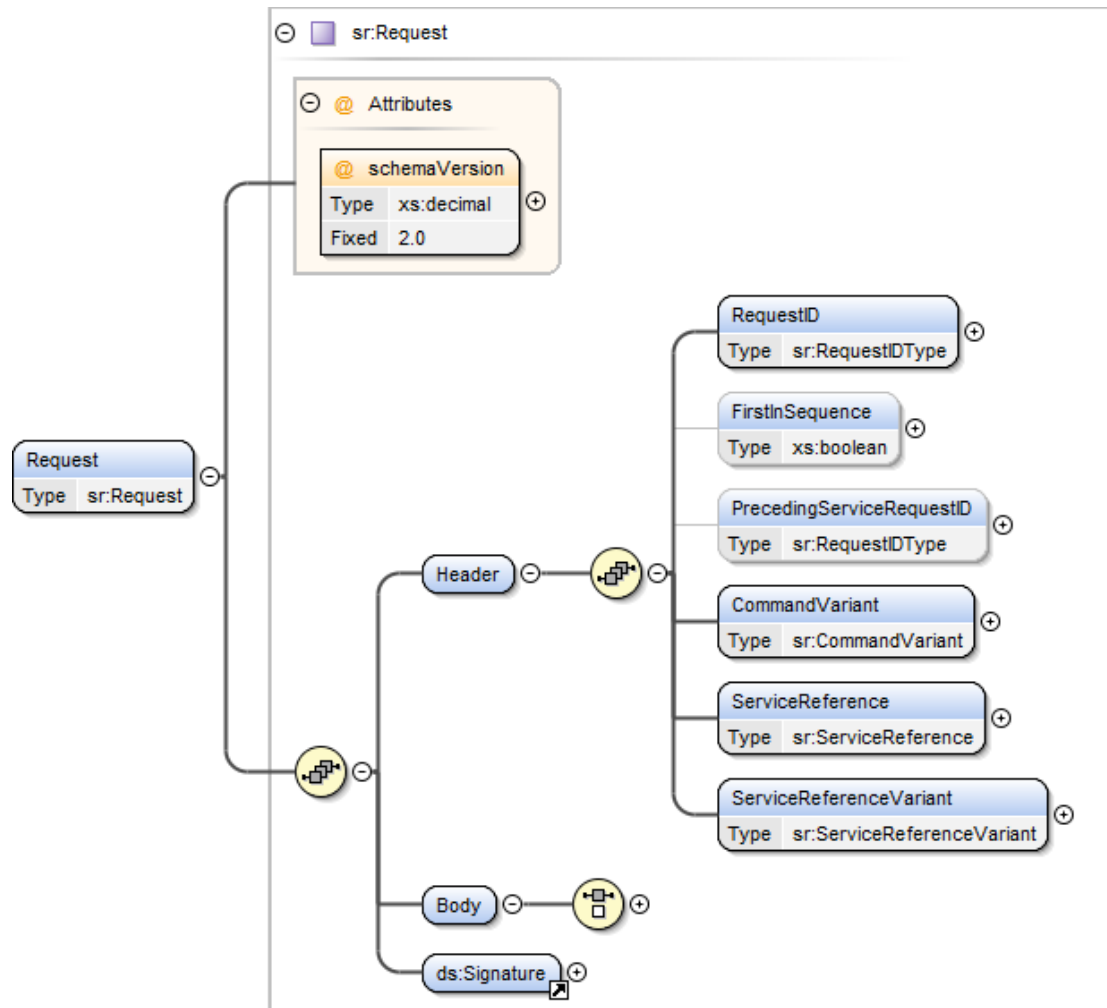 sr:Request
@ Attributes
@ schemaVersion
Type xs:decimal
Fixed 2.0
RequestID
Type sr:RequestIDType
FirstInSequence
Type xs:boolean
Request
Type sr:Request
PrecedingServiceRequestID
Type sr:RequestIDType
Header
CommandVariant
Type sr:CommandVariant
ServiceReference
Type sr:ServiceReference
ServiceReferenceVariant
Type sr:ServiceReferenceVariant
Body
ds:Signature